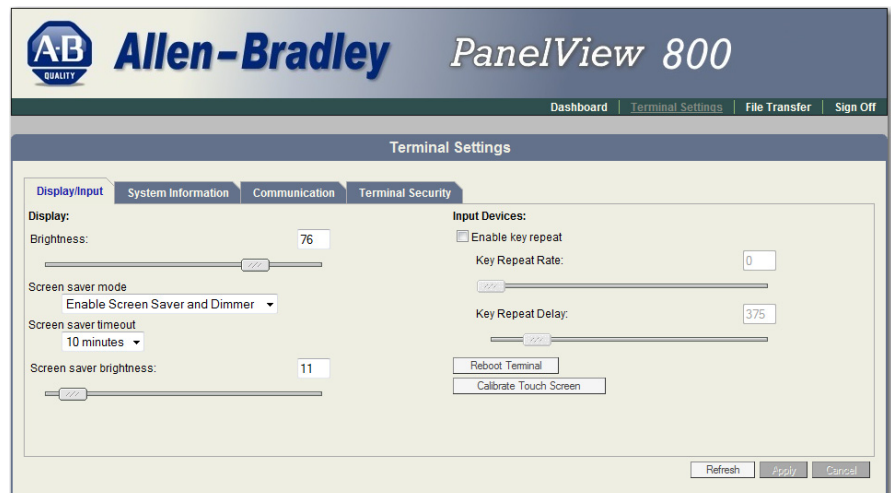 A·B
QUALITY
Allen-Bradley
PanelView 800
Dashboard | Terminal Settings | File Transfer | Sign Off
Terminal Settings
Display/Input System Information Communication Terminal Security
Display:
Brightness: 76
Screen saver mode
Enable Screen Saver and Dimmer
Screen saver timeout
10 minutes
Screen saver brightness: 11
Input Devices:
Enable key repeat
Key Repeat Rate: 0
Key Repeat Delay: 375
Reboot Terminal
Calibrate Touch Screen
Refresh Apply Cancel